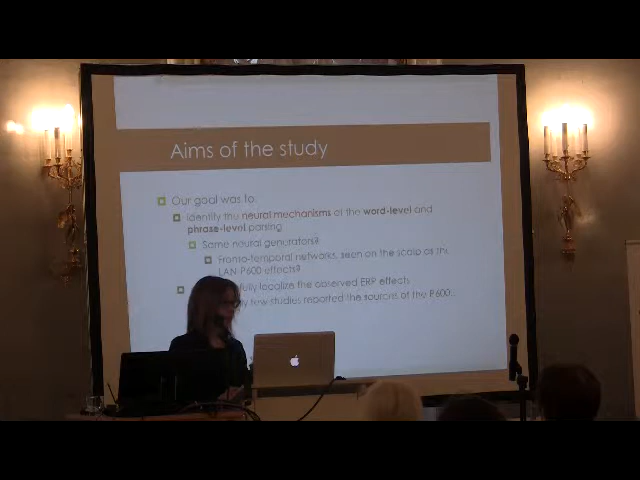 Aims of the study
Our goal was to:
Identify the neural mechanisms of the word-level and
phrase-level parsing
Same neural generators?
Fronto-temporal networks, seen on the scalp as the
LAN-P600 effects?
fully localize the observed ERP effects
few studies reported the sources of the P600..